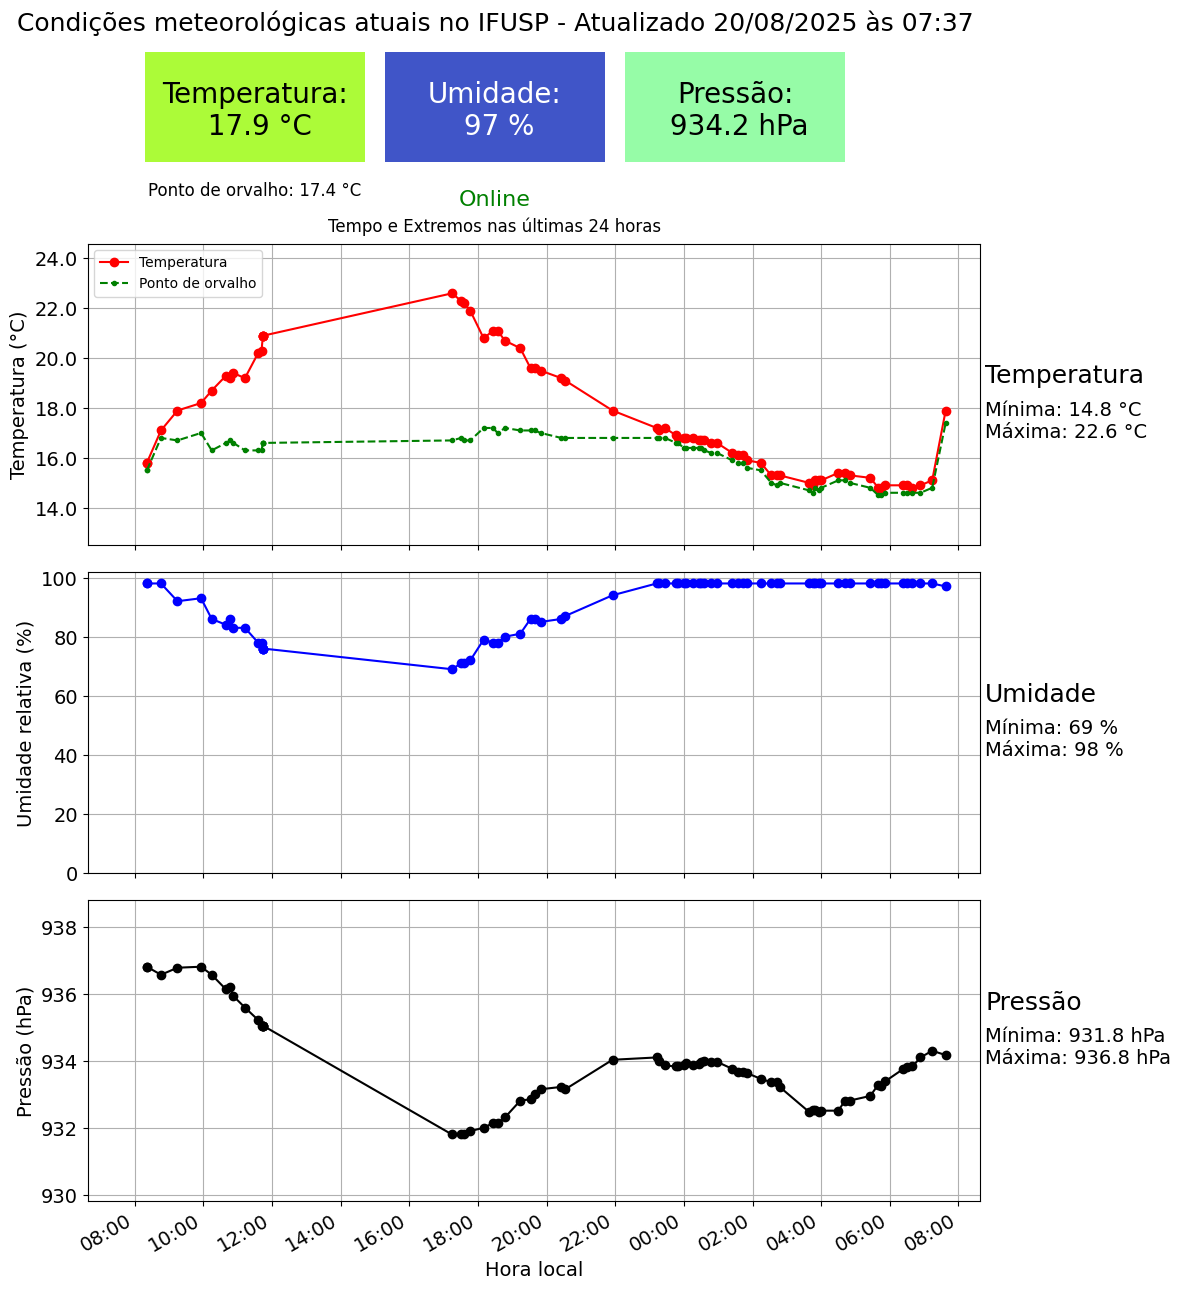 Condições meteorológicas atuais no IFUSP - Atualizado 20/08/2025 às 07:37
Temperatura:
17.9 °C
Umidade:
97 %
Pressão:
934.2 hPa
Ponto de orvalho: 17.4 °C
Online
Tempo e Extremos nas últimas 24 horas
Temperatura (°C)
24.0
22.0
20.0
18.0
16.0
14.0
Temperatura
Ponto de orvalho
Temperatura
Mínima: 14.8 °C
Máxima: 22.6 °C
Umidade relativa (%)
100
80
60
40
20
0
Umidade
Mínima: 69 %
Máxima: 98 %
Pressão (hPa)
938
936
934
932
930
Pressão
Mínima: 931.8 hPa
Máxima: 936.8 hPa
08:00
10:00
12:00
14:00
16:00
18:00
20:00
22:00
00:00
02:00
04:00
06:00
08:00
Hora local